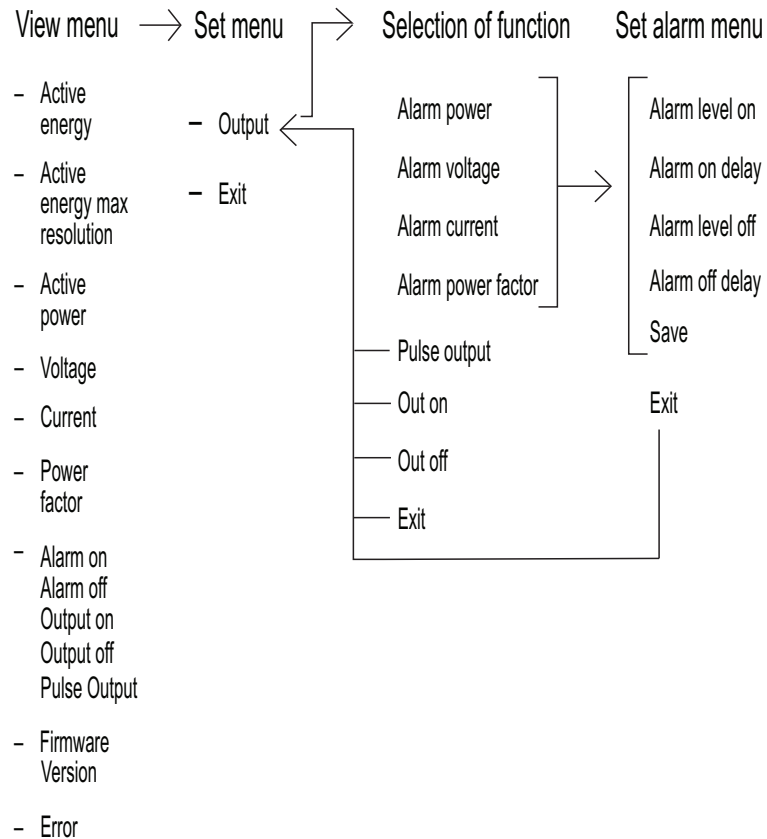 View menu
Set menu
Selection of function
Set alarm menu
– Active
energy
– Active
energy max
resolution
– Active
power
– Voltage
– Current
– Power
factor
– Alarm on
Alarm off
Output on
Output off
Pulse Output
– Firmware
Version
– Error
– Output
– Exit
Alarm power
Alarm voltage
Alarm current
Alarm power factor
Pulse output
Out on
Out off
Exit
Alarm level on
Alarm on delay
Alarm level off
Alarm off delay
Save
Exit